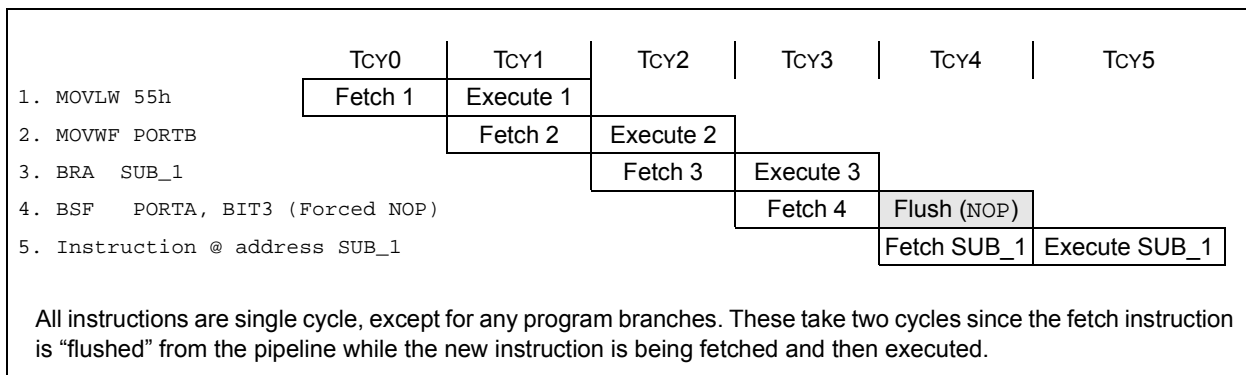 TCY0 TCY1 TCY2 TCY3 TCY4 TCY5
1. MOVLW 55h Fetch 1 Execute 1
2. MOVWF PORTB Fetch 2 Execute 2
3. BRA SUB_1 Fetch 3 Execute 3
4. BSF PORTA, BIT3 (Forced NOP) Fetch 4 Flush (NOP)
5. Instruction @ address SUB_1 Fetch SUB_1 Execute SUB_1
All instructions are single cycle, except for any program branches. These take two cycles since the fetch instruction
is “flushed” from the pipeline while the new instruction is being fetched and then executed.